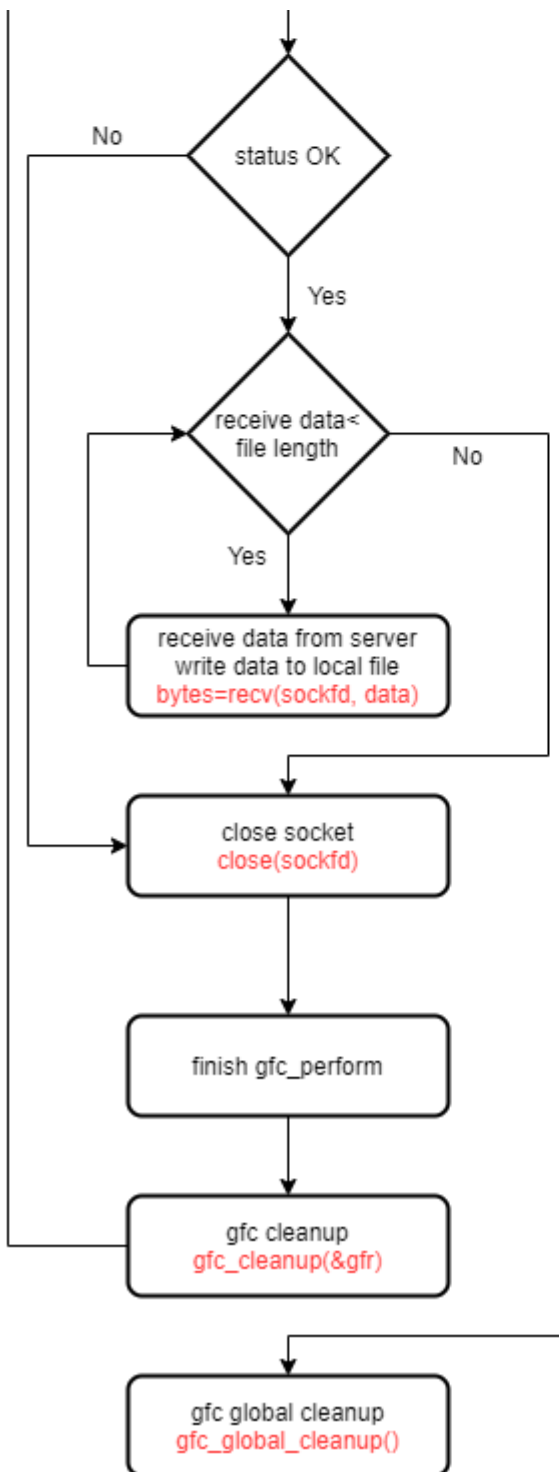 status OK
No
Yes
receive data<
file length
No
Yes
receive data from server
write data to local file
bytes=recv(sockfd, data)
close socket
close(sockfd)
finish gfc_perform
gfc cleanup
gfc_cleanup(&gfr)
gfc global cleanup
gfc_global_cleanup()